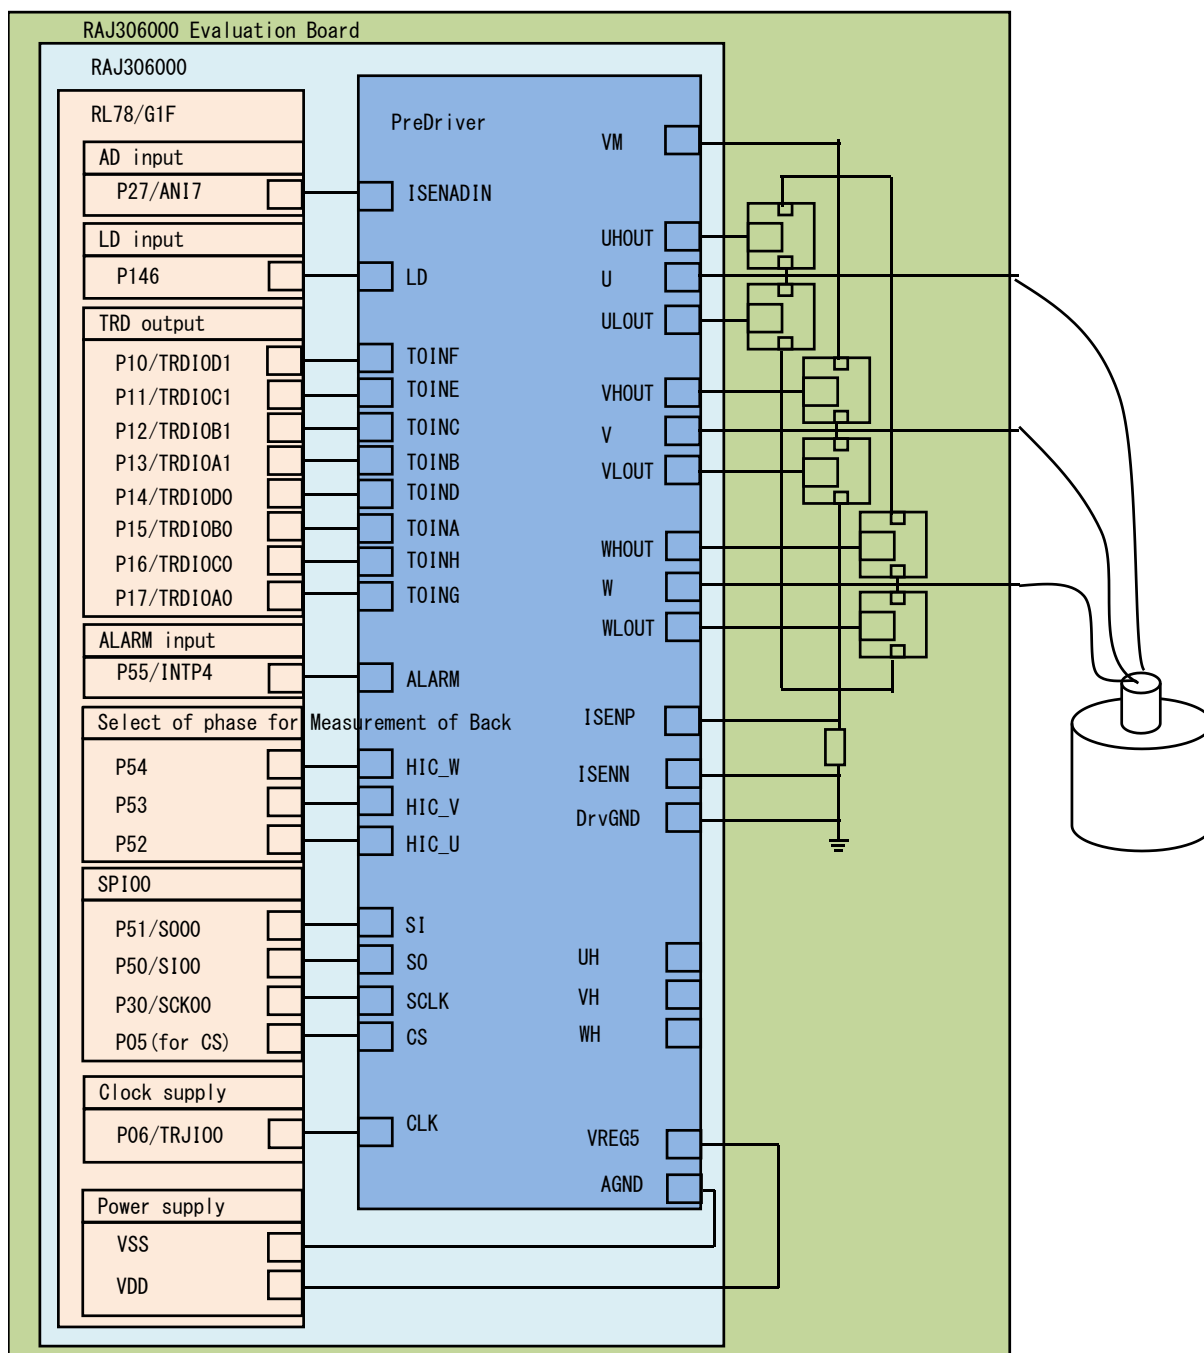 RAJ306000 Evaluation Board
RAJ306000
RL78/G1F
AD input
P27/ANI7
LD input
P146
TRD output
P10/TRDIOD1
P11/TRDIOC1
P12/TRDIOB1
P13/TRDIOA1
P14/TRDIOD0
P15/TRDIOB0
P16/TRDIOC0
P17/TRDIOA0
ALARM input
P55/INTP4
Select of phase for Measurement of Back
P54
P53
P52
SPI00
P51/SO00
P50/SI00
P30/SCK00
P05(for CS)
Clock supply
P06/TRJIO0
Power supply
VSS
VDD
PreDriver
ISENADIN
LD
TOINF
TOINE
TOINC
TOINB
TOIND
TOINA
TOINH
TOING
ALARM
HIC_W
HIC_V
HIC_U
SI
SO
SCLK
CS
CLK
VM
UHOUT
U
ULOUT
VHOUT
V
VLOUT
WHOUT
W
WLOUT
ISENP
ISENN
DrvGND
UH
VH
WH
VREG5
AGND